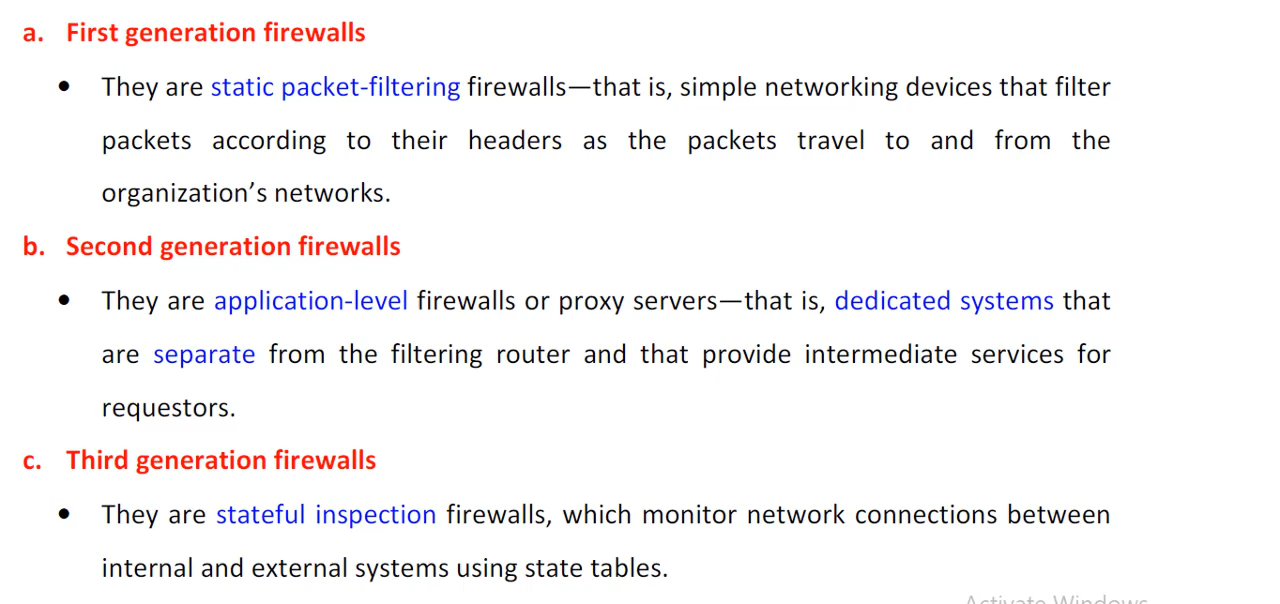 a. First generation firewalls
• They are static packet-filtering firewalls—that is, simple networking devices that filter
packets according to their headers as the packets travel to and from the
organization’s networks.
b. Second generation firewalls
• They are application-level firewalls or proxy servers—that is, dedicated systems that
are separate from the filtering router and that provide intermediate services for
requestors.
c. Third generation firewalls
• They are stateful inspection firewalls, which monitor network connections between
internal and external systems using state tables.
Activate Windows